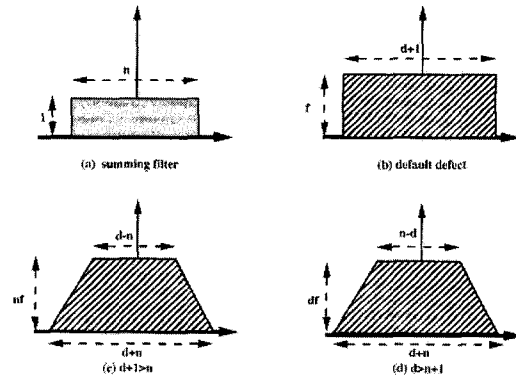 n
1
(a) summing filter
d+1
f
(b) default defect
d-n
nf
d+n
(c) d+1>n
n-d
df
d+n
(d) d>n+1